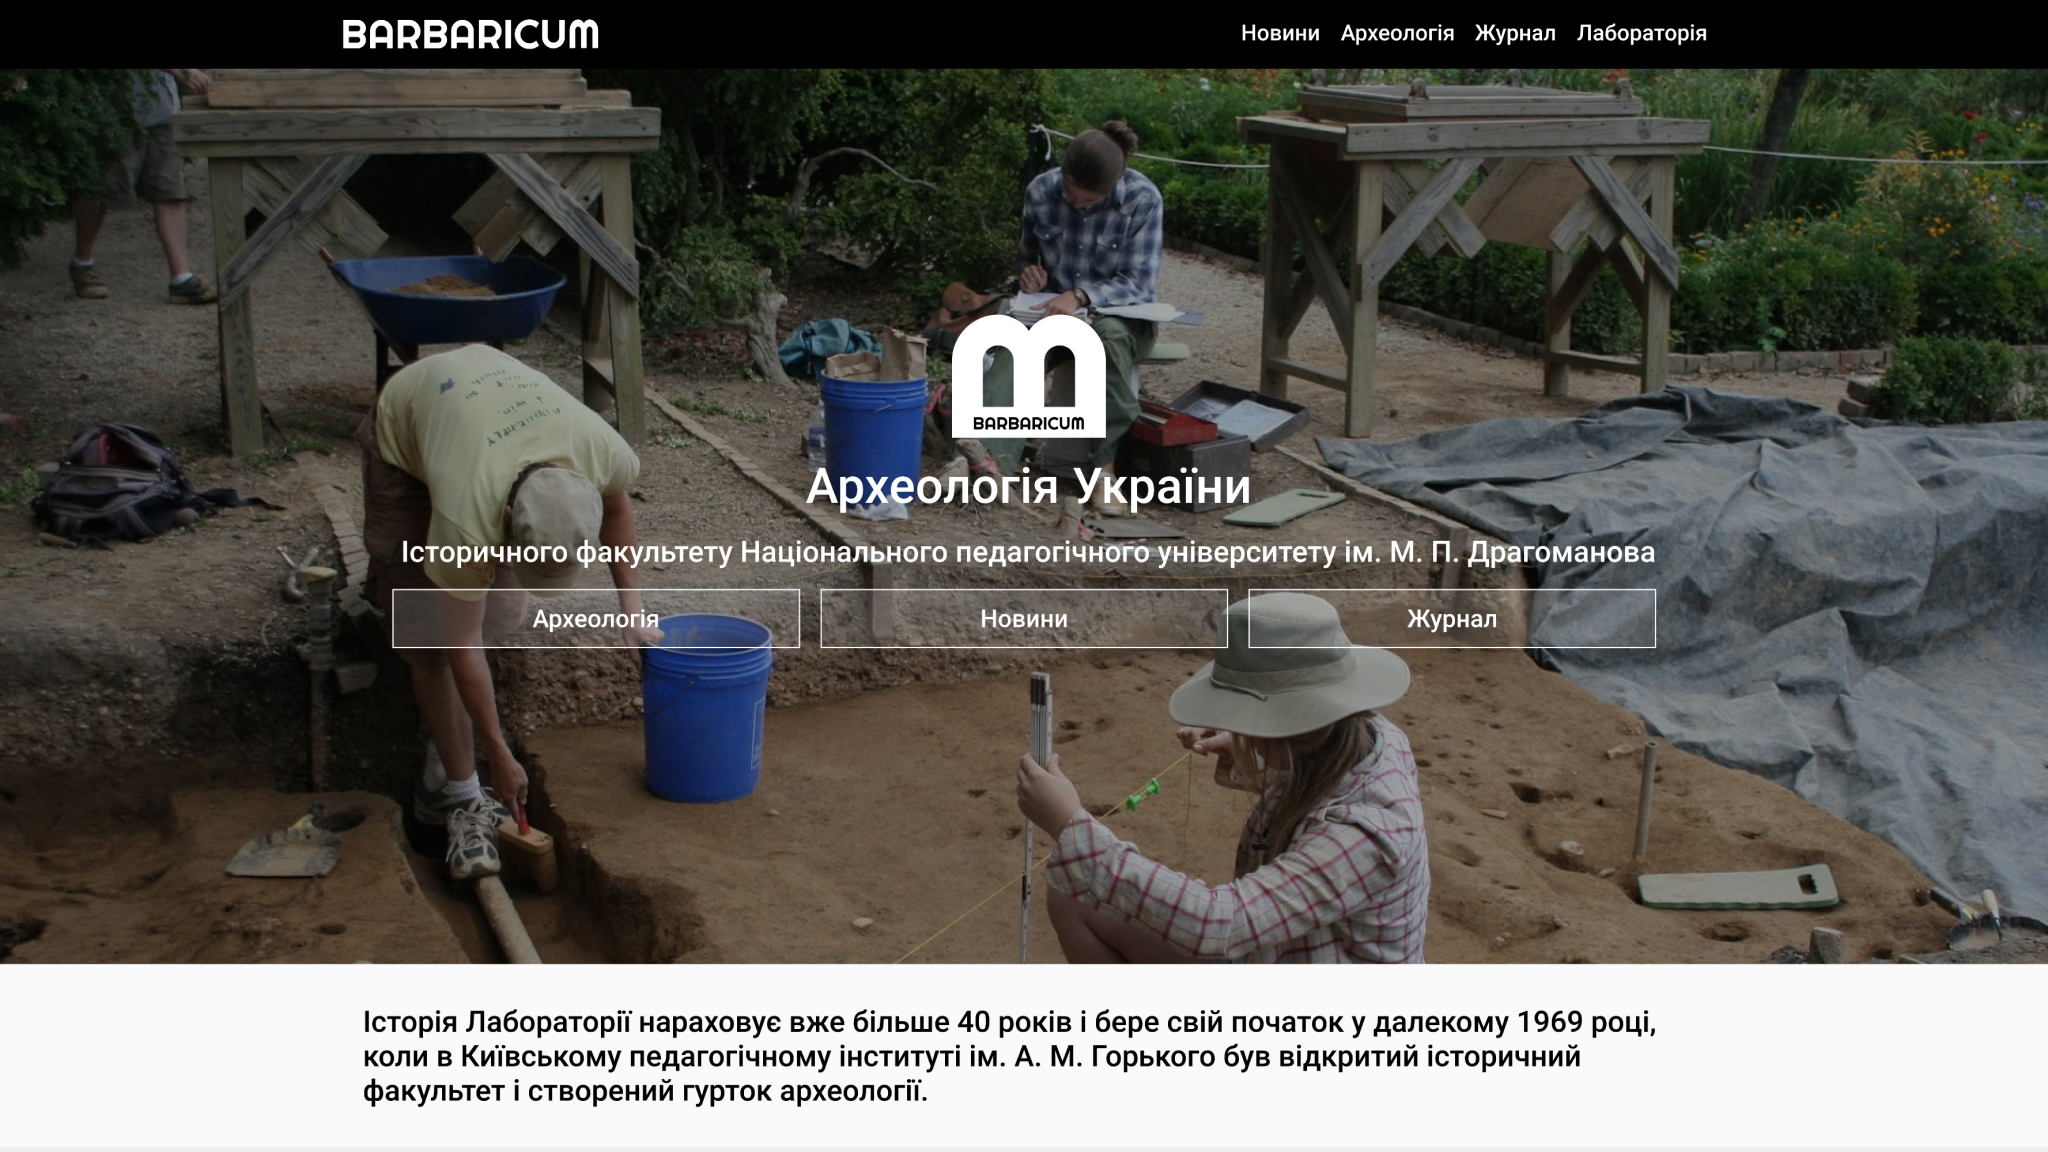 BARBARICUM
Новини Археологія Журнал Лабораторія
BARBARICUM
Археологія України
Історичного факультету Національного педагогічного університету ім. М. П. Драгоманова
Археологія Новини Журнал
Історія Лабораторії нараховує вже більше 40 років і бере свій початок у далекому 1969 році,
коли в Київському педагогічному інституті ім. А. М. Горького був відкритий історичний
факультет і створений гурток археології.